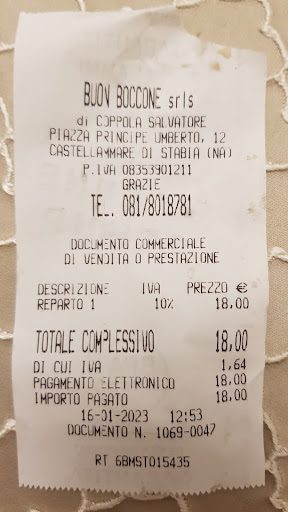 BUON BOCCONE srls
di COPPOLA SALVATORE
PIAZZA PRINCIPE UMBERTO, 12
CASTELLAMMARE DI STABIA (NA)
P.IVA 08353901211
GRAZIE
TEL. 081/8018781
DOCUMENTO COMMERCIALE
DI VENDITA O PRESTAZIONE
DESCRIZIONE IVA PREZZO €
REPARTO 1 10% 18,00
TOTALE COMPLESSIVO 18,00
DI CUI IVA 1,64
PAGAMENTO ELETTRONICO 18,00
IMPORTO PAGATO 18,00
16-01-2023 12:53
DOCUMENTO N. 1069-0047
RT 6BMST015435